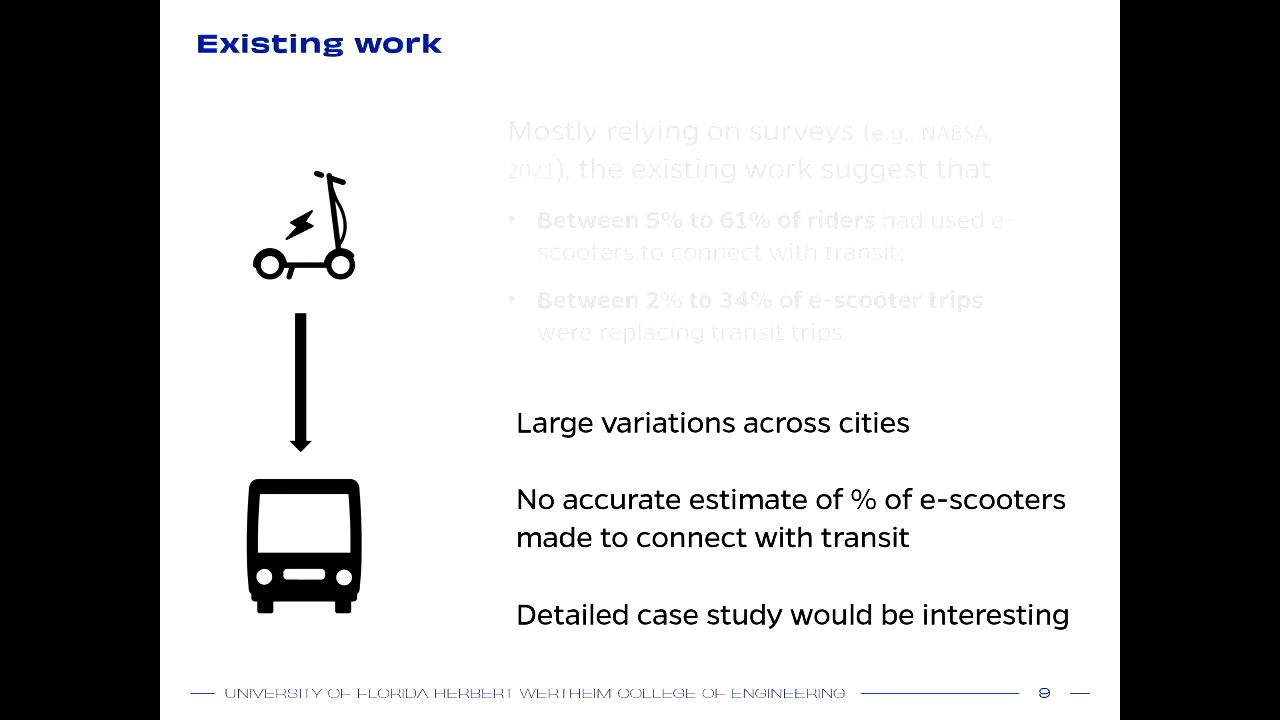 Existing work
Mostly relying on surveys (e.g., NABSA,
2021), the existing work suggest that
• Between 5% to 61% of riders had used e-
scooters to connect with transit;
• Between 2% to 34% of e-scooter trips
were replacing transit trips
Large variations across cities
No accurate estimate of % of e-scooters
made to connect with transit
Detailed case study would be interesting
UNIVERSITY OF FLORIDA HERBERT WERTHEIM COLLEGE OF ENGINEERING 9